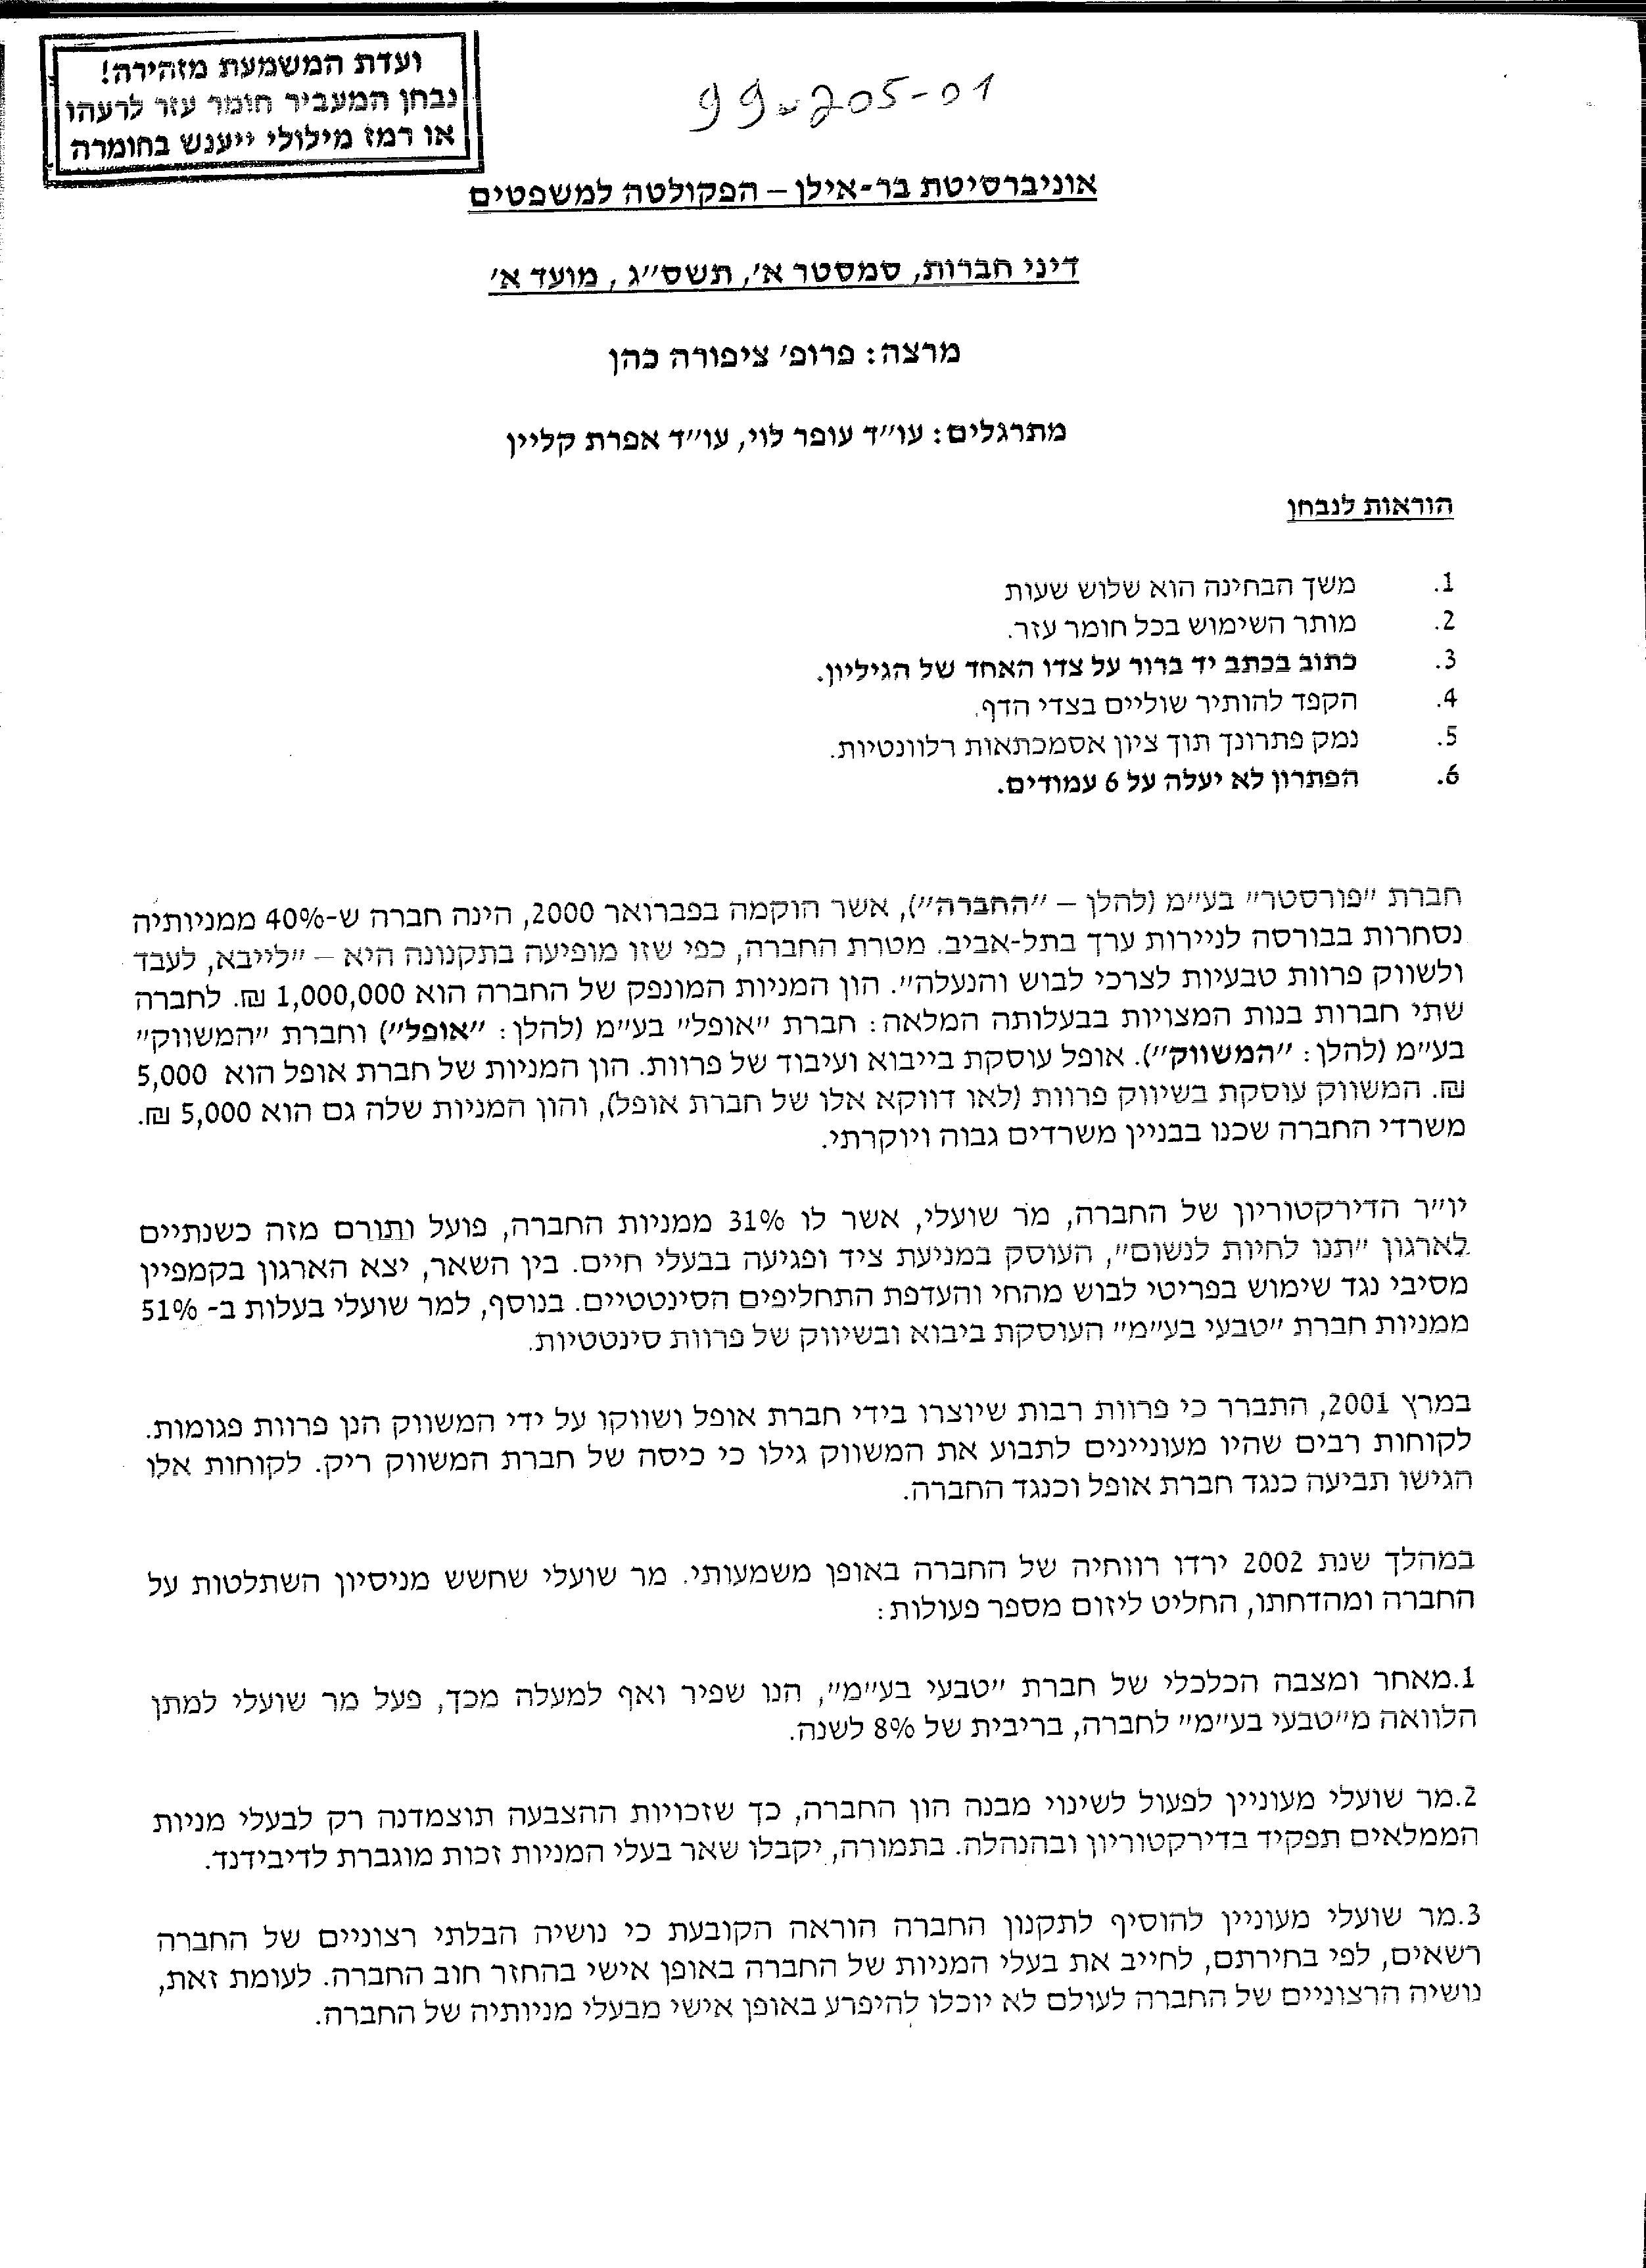 ועדת המשמעת מזהירה!
נבחן המעביר חומר עזר לרעהו
או רמז מילולי ייענש בחומרה
99-205-01
אוניברסיטת בר-אילן – הפקולטה למשפטים
דיני חברות, סמסטר א', תשס"ג, מועד א'
מרצה: פרופ' ציפורה כהן
מתרגלים: עו"ד עופר לוי, עו"ד אפרת קליין
הוראות לנבחן
1. משך הבחינה הוא שלוש שעות
2. מותר השימוש בכל חומר עזר.
3. כתוב בכתב יד ברור על צדו האחד של הגיליון.
4. הקפד להותיר שוליים בצדי הדף.
5. נמק פתרונך תוך ציון אסמכתאות רלוונטיות.
6. הפתרון לא יעלה על 6 עמודים.
חברת "פורסטר" בע"מ (להלן – "החברה"), אשר הוקמה בפברואר 2000, הינה חברה ש-40% ממניותיה
נסחרות בבורסה לניירות ערך בתל-אביב. מטרת החברה, כפי שזו מופיעה בתקנונה היא – "לייבא, לעבד
ולשווק פרוות טבעיות לצרכי לבוש והנעלה". הון המניות המונפק של החברה הוא 1,000,000 ₪. לחברה
שתי חברות בנות המצויות בבעלותה המלאה: חברת "אופל" בע"מ (להלן: "אופל") וחברת "המשווק"
בע"מ (להלן: "המשווק"). אופל עוסקת בייבוא ועיבוד של פרוות. הון המניות של חברת אופל הוא 5,000
₪. המשווק עוסקת בשיווק פרוות (לאו דווקא אלו של חברת אופל), והון המניות שלה גם הוא 5,000 ₪.
משרדי החברה שכנו בבניין משרדים גבוה ויוקרתי.
יו"ר הדירקטוריון של החברה, מר שועלי, אשר לו 31% ממניות החברה, פועל ותורם מזה כשנתיים
לארגון "תנו לחיות לנשום", העוסק במניעת ציד ופגיעה בבעלי חיים. בין השאר, יצא הארגון בקמפיין
מסיבי נגד שימוש בפריטי לבוש מהחי והעדפת התחליפים הסינטטיים. בנוסף, למר שועלי בעלות ב- 51%
ממניות חברת "טבעי בע"מ" העוסקת ביבוא ובשיווק של פרוות סינטטיות.
במרץ 2001, התברר כי פרוות רבות שיוצרו בידי חברת אופל ושווקו על ידי המשווק הנן פרוות פגומות.
לקוחות רבים שהיו מעוניינים לתבוע את המשווק גילו כי כיסה של חברת המשווק ריק. לקוחות אלו
הגישו תביעה כנגד חברת אופל וכנגד החברה.
במהלך שנת 2002 ירדו רווחיה של החברה באופן משמעותי. מר שועלי שחשש מניסיון השתלטות על
החברה ומהדחתו, החליט ליזום מספר פעולות:
1.מאחר ומצבה הכלכלי של חברת "טבעי בע"מ", הנו שפיר ואף למעלה מכך, פעל מר שועלי למתן
הלוואה מ"טבעי בע"מ" לחברה, בריבית של 8% לשנה.
2.מר שועלי מעוניין לפעול לשינוי מבנה הון החברה, כך שזכויות ההצבעה תוצמדנה רק לבעלי מניות
הממלאים תפקיד בדירקטוריון ובהנהלה. בתמורה, יקבלו שאר בעלי המניות זכות מוגברת לדיבידנד.
3.מר שועלי מעוניין להוסיף לתקנון החברה הוראה הקובעת כי נושיה הבלתי רצוניים של החברה
רשאים, לפי בחירתם, לחייב את בעלי המניות של החברה באופן אישי בהחזר חוב החברה. לעומת זאת,
נושיה הרצוניים של החברה לעולם לא יוכלו להיפרע באופן אישי מבעלי מניותיה של החברה.